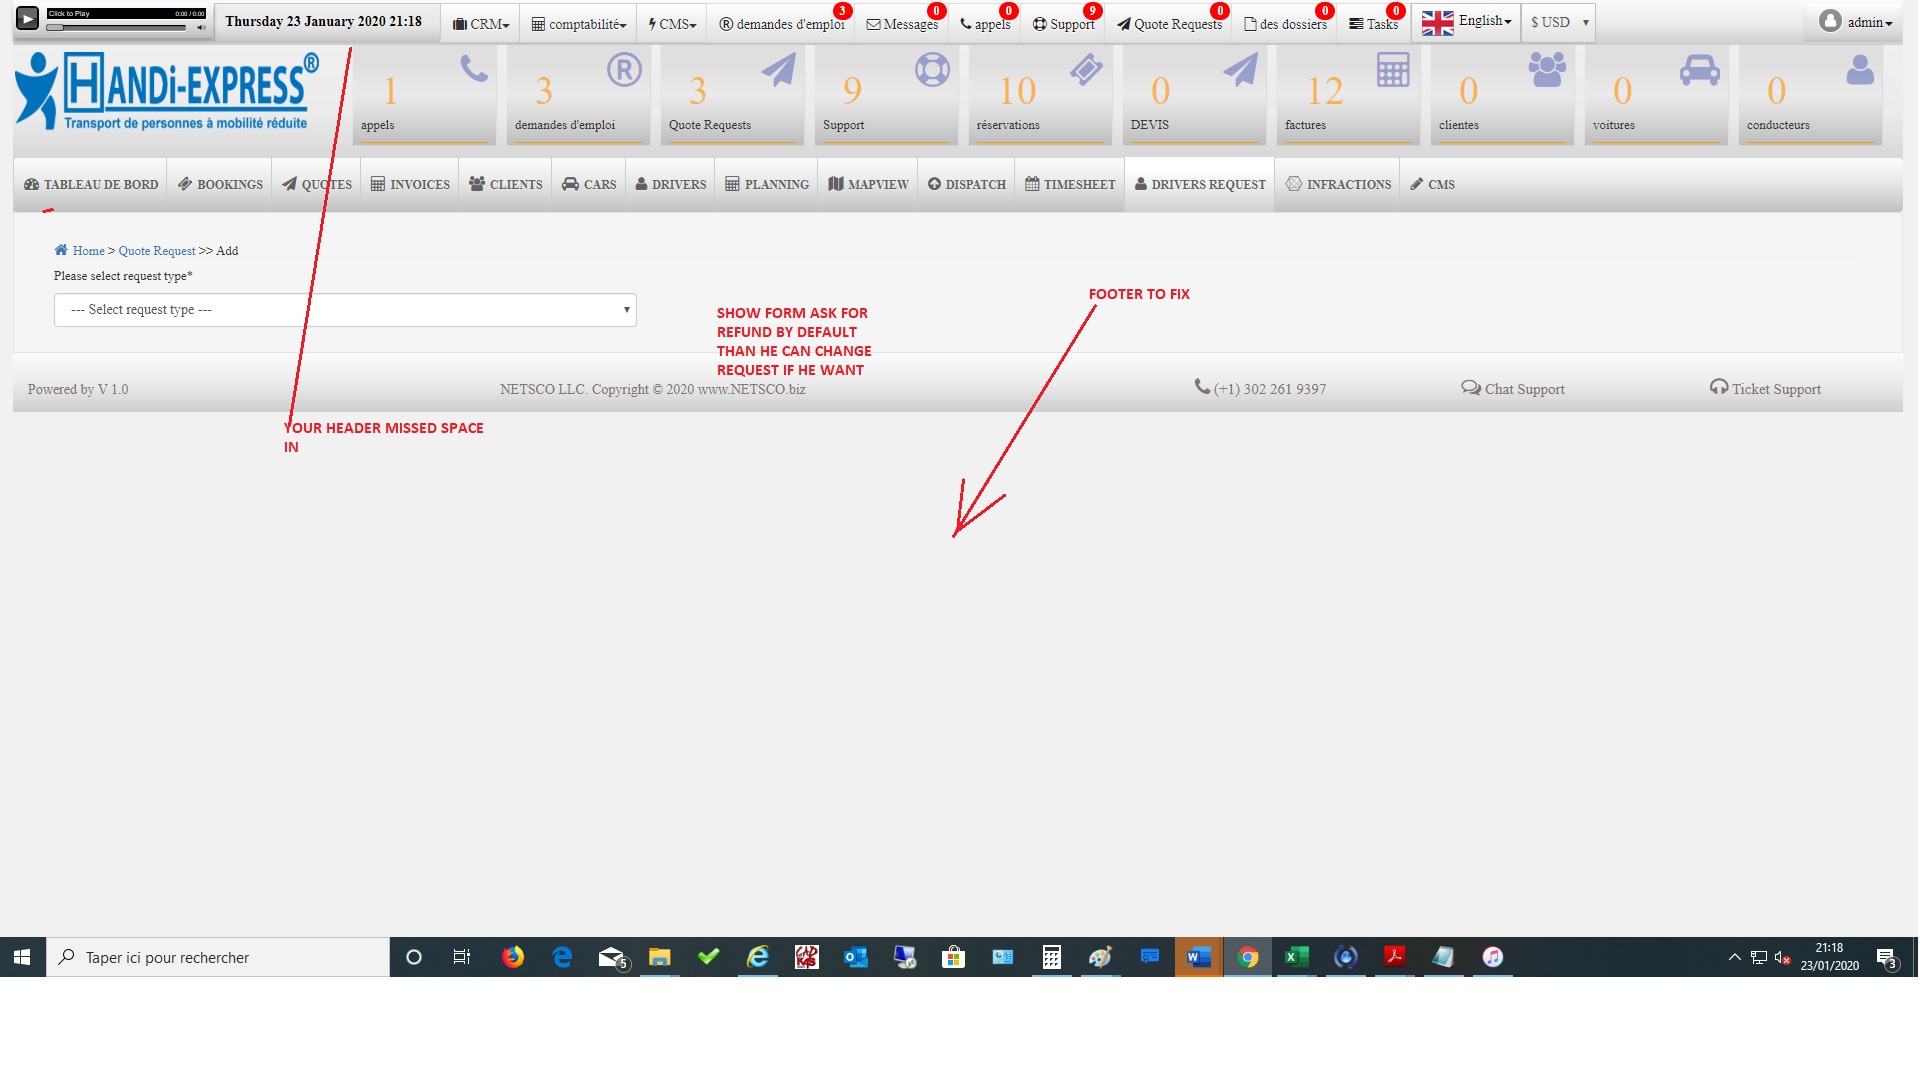 Click to Play 0:00 / 0:00
Thursday 23 January 2020 21:18
CRM
comptabilité
CMS
demandes d'emploi 3
Messages 0
appels 0
Support 9
Quote Requests 0
des dossiers 0
Tasks 0
English
$ USD
admin
HANDi-EXPRESS®
Transport de personnes à mobilité réduite
1
appels
®
3
demandes d'emploi
3
Quote Requests
9
Support
10
réservations
0
DEVIS
12
factures
0
clientes
0
voitures
0
conducteurs
TABLEAU DE BORD
BOOKINGS
QUOTES
INVOICES
CLIENTS
CARS
DRIVERS
PLANNING
MAPVIEW
DISPATCH
TIMESHEET
DRIVERS REQUEST
INFRACTIONS
CMS
Home > Quote Request >> Add
Please select request type*
--- Select request type ---
FOOTER TO FIX
SHOW FORM ASK FOR
REFUND BY DEFAULT
THAN HE CAN CHANGE
REQUEST IF HE WANT
Powered by V 1.0
NETSCO LLC. Copyright © 2020 www.NETSCO.biz
(+1) 302 261 9397
Chat Support
Ticket Support
YOUR HEADER MISSED SPACE
IN
Taper ici pour rechercher
5
21:18
23/01/2020
3